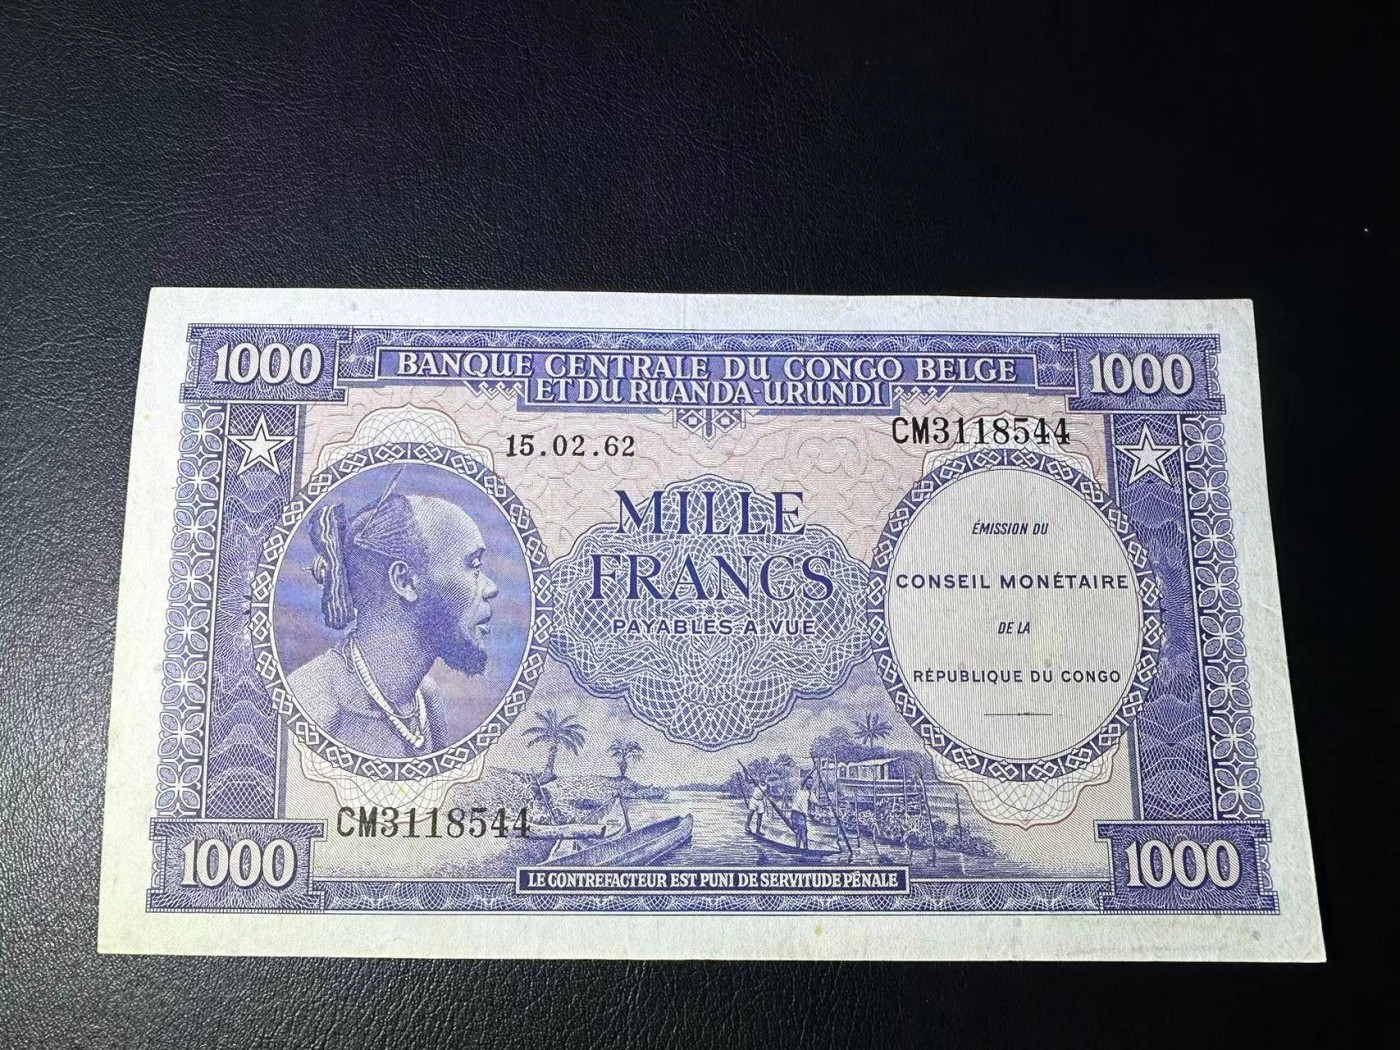 1000
BANQUE CENTRALE DU CONGO BELGE
ET DU RUANDA-URUNDI
1000
15.02.62
CM3118544
MILLE
FRANCS
PAYABLES A VUE
ÉMISSION DU
CONSEIL MONÉTAIRE
DE LA
RÉPUBLIQUE DU CONGO
CM3118544
1000
LE CONTREFACTEUR EST PUNI DE SERVITUDE PÉNALE
1000